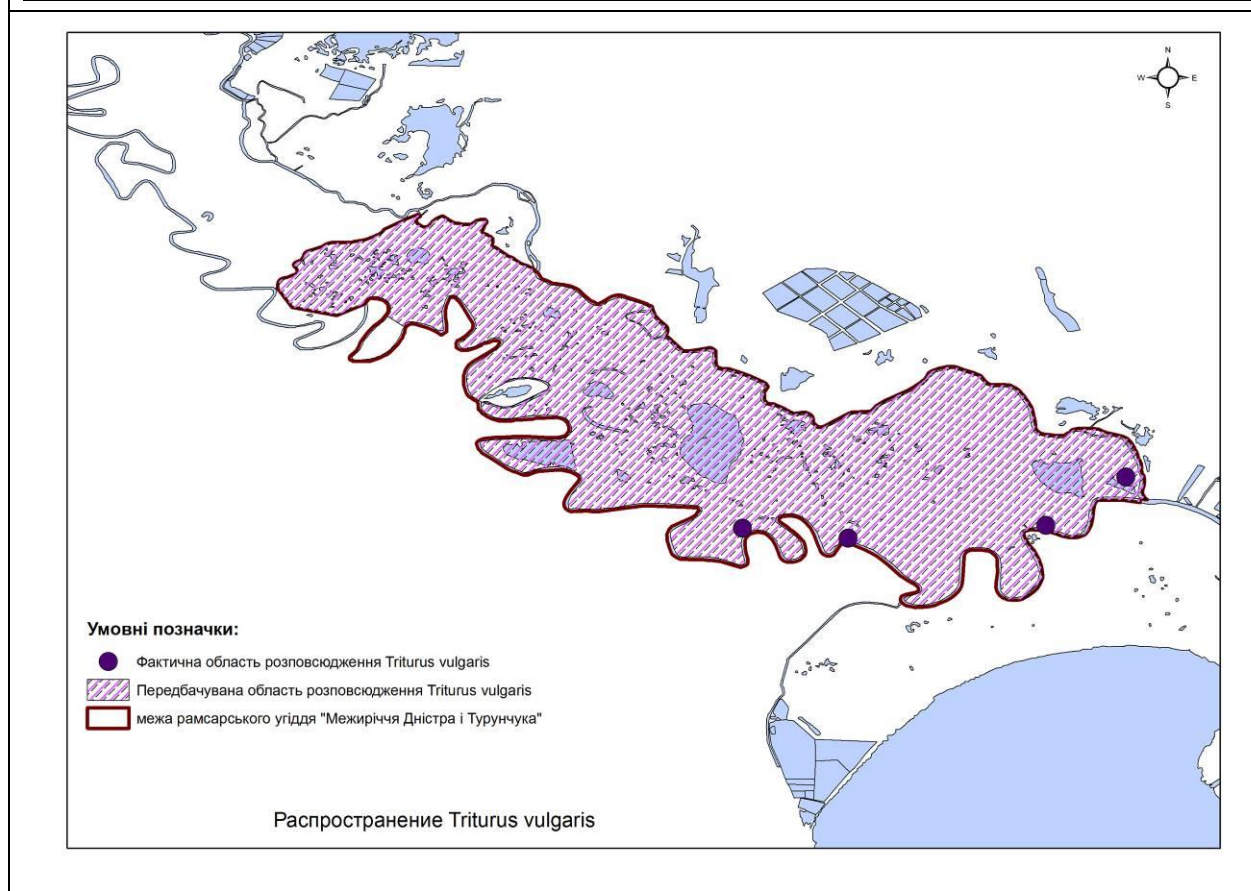 N
W E
S
Умовні позначки:
Фактична область розповсюдження Triturus vulgaris
Передбачувана область розповсюдження Triturus vulgaris
межа рамсарського угіддя "Межиріччя Дністра і Турунчука"
Распространение Triturus vulgaris